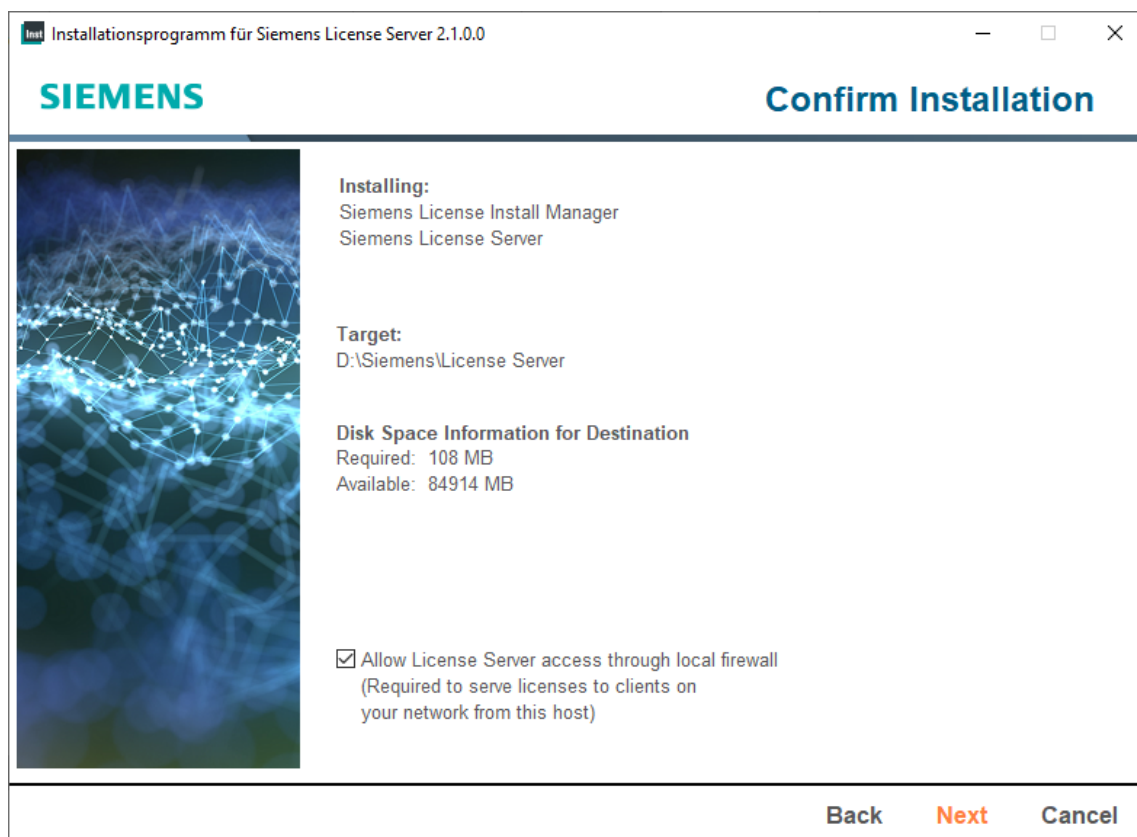 Inst Installationsprogramm für Siemens License Server 2.1.0.0
SIEMENS
Confirm Installation
Installing:
Siemens License Install Manager
Siemens License Server
Target:
D:\Siemens\License Server
Disk Space Information for Destination
Required: 108 MB
Available: 84914 MB
Allow License Server access through local firewall
(Required to serve licenses to clients on
your network from this host)
Back Next Cancel